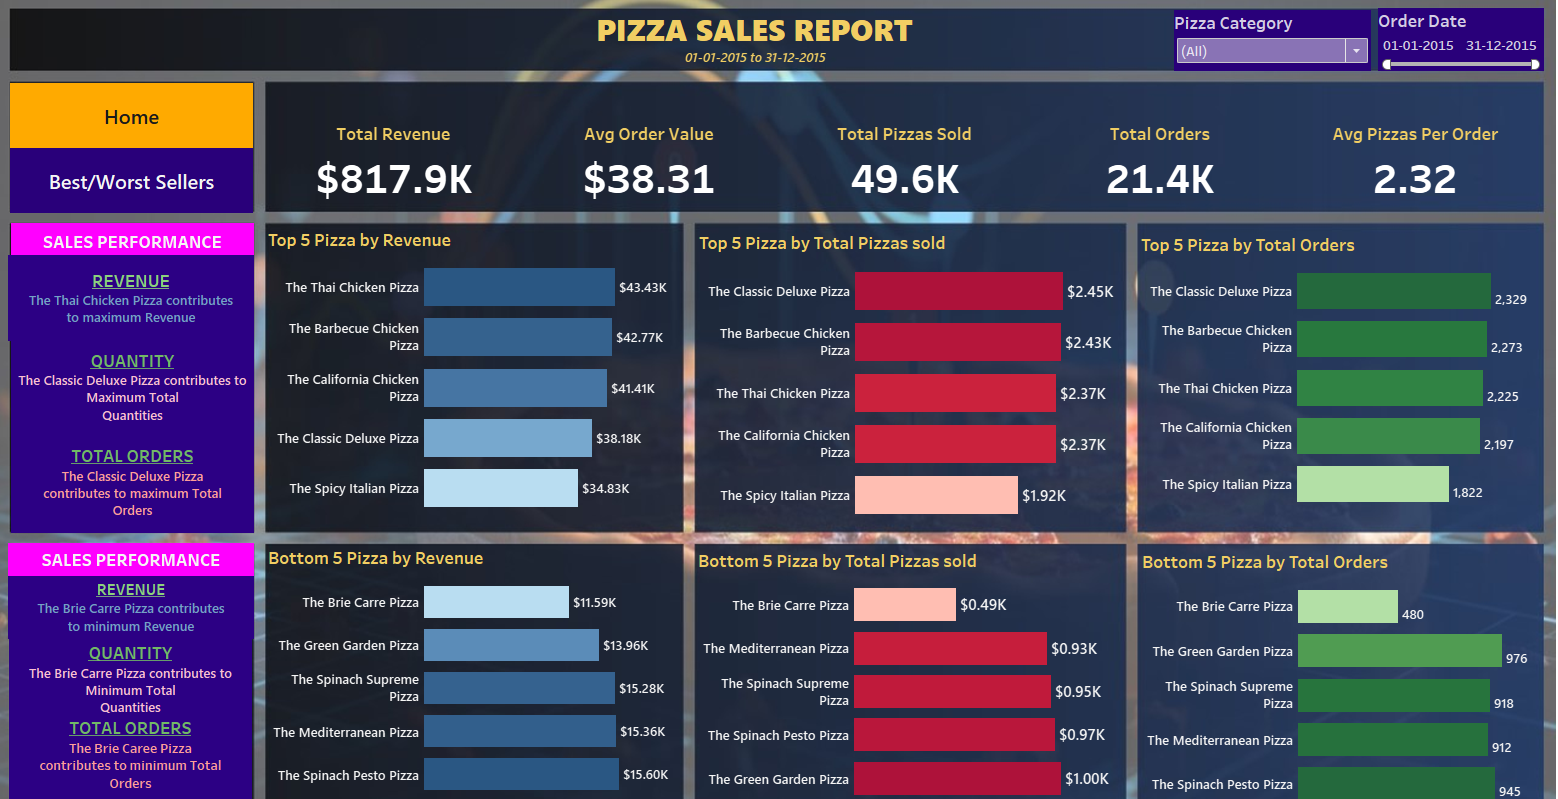 PIZZA SALES REPORT
01-01-2015 to 31-12-2015
Pizza Category
(All)
Order Date
01-01-2015 31-12-2015
Home
Best/Worst Sellers
Total Revenue
$817.9K
Avg Order Value
$38.31
Total Pizzas Sold
49.6K
Total Orders
21.4K
Avg Pizzas Per Order
2.32
SALES PERFORMANCE
REVENUE
The Thai Chicken Pizza contributes
to maximum Revenue
QUANTITY
The Classic Deluxe Pizza contributes to
Maximum Total
Quantities
TOTAL ORDERS
The Classic Deluxe Pizza
contributes to maximum Total
Orders
Top 5 Pizza by Revenue
The Thai Chicken Pizza $43.43K
The Barbecue Chicken
Pizza $42.77K
The California Chicken
Pizza $41.41K
The Classic Deluxe Pizza $38.18K
The Spicy Italian Pizza $34.83K
Top 5 Pizza by Total Pizzas sold
The Classic Deluxe Pizza $2.45K
The Barbecue Chicken
Pizza $2.43K
The Thai Chicken Pizza $2.37K
The California Chicken
Pizza $2.37K
The Spicy Italian Pizza $1.92K
Top 5 Pizza by Total Orders
The Classic Deluxe Pizza 2,329
The Barbecue Chicken
Pizza 2,273
The Thai Chicken Pizza 2,225
The California Chicken
Pizza 2,197
The Spicy Italian Pizza 1,822
SALES PERFORMANCE
REVENUE
The Brie Carre Pizza contributes
to minimum Revenue
QUANTITY
The Brie Carre Pizza contributes to
Minimum Total
Quantities
TOTAL ORDERS
The Brie Caree Pizza
contributes to minimum Total
Orders
Bottom 5 Pizza by Revenue
The Brie Carre Pizza $11.59K
The Green Garden Pizza $13.96K
The Spinach Supreme
Pizza $15.28K
The Mediterranean Pizza $15.36K
The Spinach Pesto Pizza $15.60K
Bottom 5 Pizza by Total Pizzas sold
The Brie Carre Pizza $0.49K
The Mediterranean Pizza $0.93K
The Spinach Supreme
Pizza $0.95K
The Spinach Pesto Pizza $0.97K
The Green Garden Pizza $1.00K
Bottom 5 Pizza by Total Orders
The Brie Carre Pizza 480
The Green Garden Pizza 976
The Spinach Supreme
Pizza 918
The Mediterranean Pizza 912
The Spinach Pesto Pizza 945